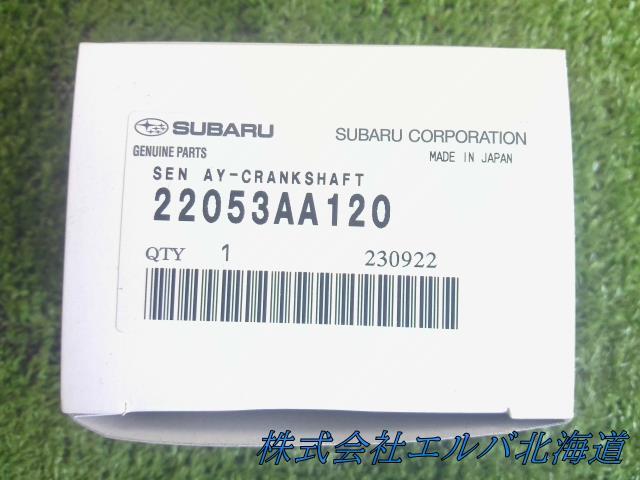 SUBARU SUBARU CORPORATION
GENUINE PARTS MADE IN JAPAN
SEN AY-CRANKSHAFT
22053AA120
QTY 1 230922
株式会社エルバ北海道